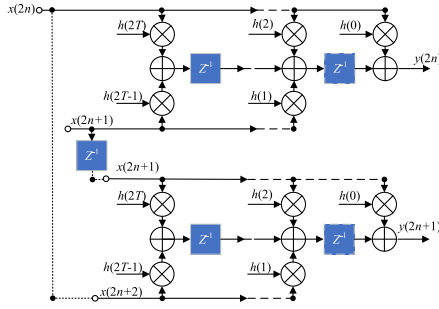 x(2n)
h(2T) h(2) h(0)
Z⁻¹ Z⁻¹ y(2n)
h(2T-1) h(1)
x(2n+1)
Z⁻¹ x(2n+1)
h(2T) h(2) h(0)
Z⁻¹ Z⁻¹ y(2n+1)
h(2T-1) h(1)
x(2n+2)